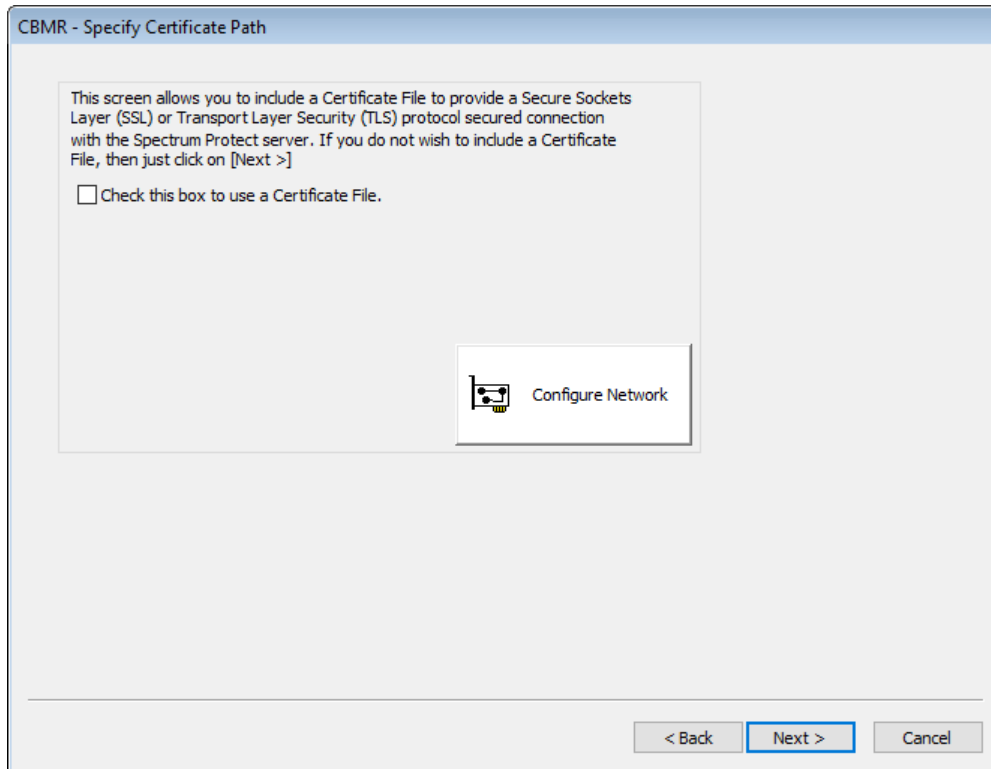 CBMR - Specify Certificate Path
This screen allows you to include a Certificate File to provide a Secure Sockets
Layer (SSL) or Transport Layer Security (TLS) protocol secured connection
with the Spectrum Protect server. If you do not wish to include a Certificate
File, then just click on [Next >]
Check this box to use a Certificate File.
Configure Network
< Back
Next >
Cancel